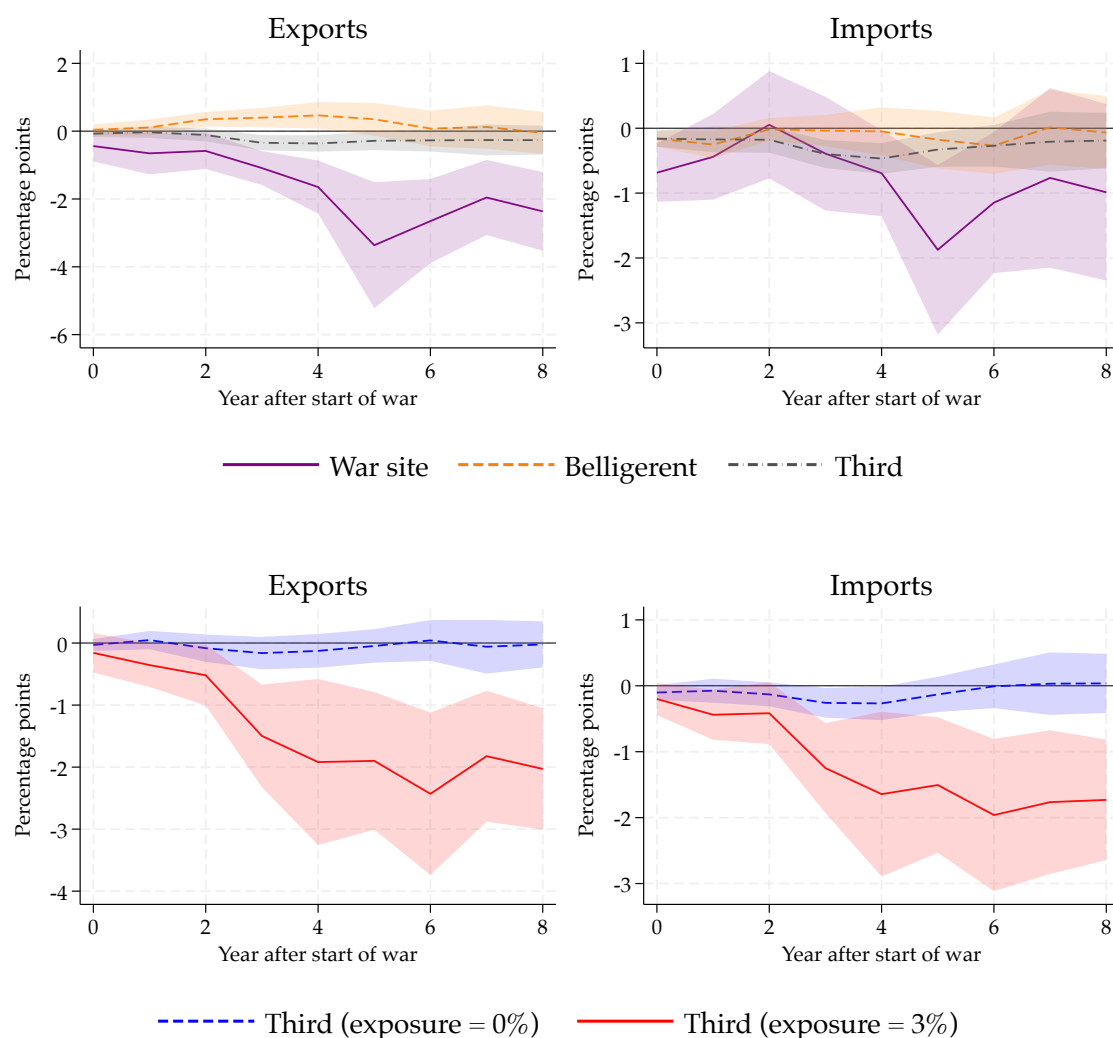 Exports
Imports
Percentage points
2
0
-2
-4
-6
0 2 4 6 8
Year after start of war
Percentage points
1
0
-1
-2
-3
0 2 4 6 8
Year after start of war
War site Belligerent Third
Exports
Imports
Percentage points
0
-1
-2
-3
-4
0 2 4 6 8
Year after start of war
Percentage points
1
0
-1
-2
-3
0 2 4 6 8
Year after start of war
Third (exposure = 0%) Third (exposure = 3%)